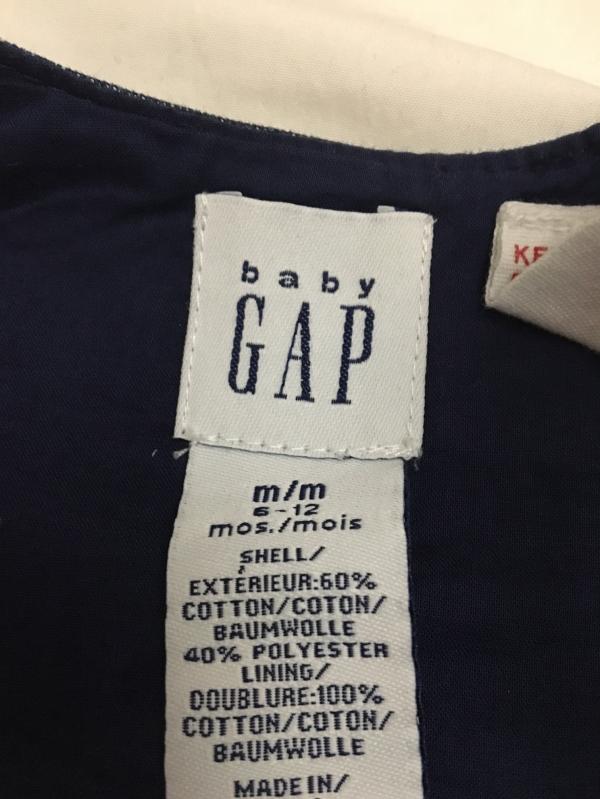 baby
GAP
m/m
6-12
mos./mois
SHELL/
EXTÉRIEUR:60%
COTTON/COTON/
BAUMWOLLE
40% POLYESTER
LINING/
DOUBLURE:100%
COTTON/COTON/
BAUMWOLLE
MADE IN/